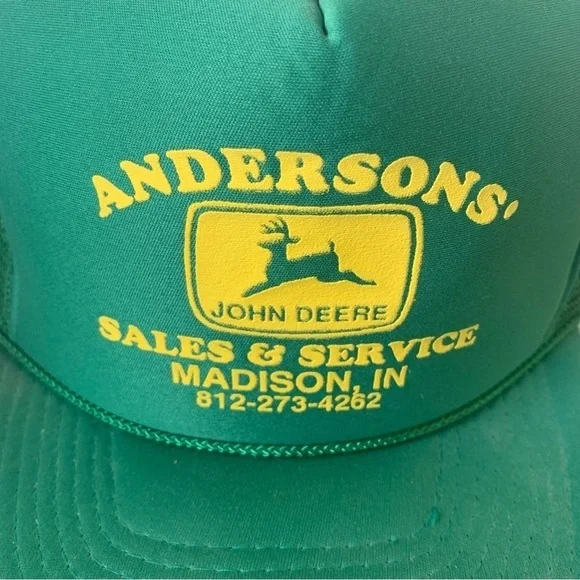 ANDERSONS'
JOHN DEERE
SALES & SERVICE
MADISON, IN
812-273-4262